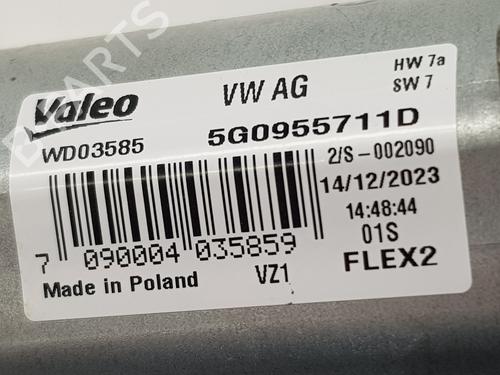 PARTS
Valeo
VW AG
HW 7a
SW 7
WD03585
5G0955711D
2/S-002090
14/12/2023
14:48:44
01S
7 090004 035859
Made in Poland
VZ1
FLEX2